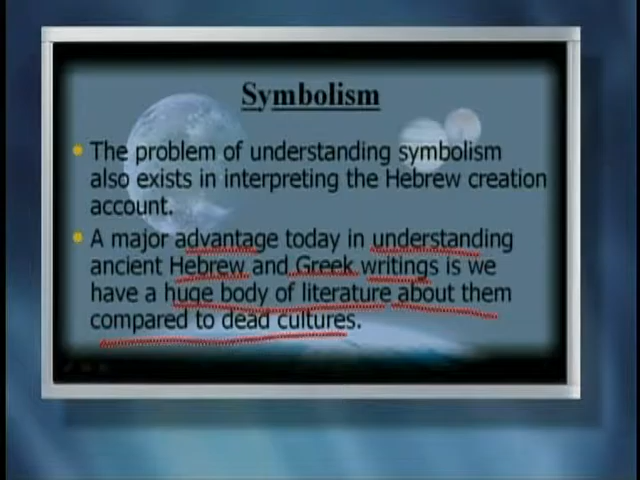 Symbolism
• The problem of understanding symbolism
also exists in interpreting the Hebrew creation
account.
• A major advantage today in understanding
ancient Hebrew and Greek writings is we
have a huge body of literature about them
compared to dead cultures.